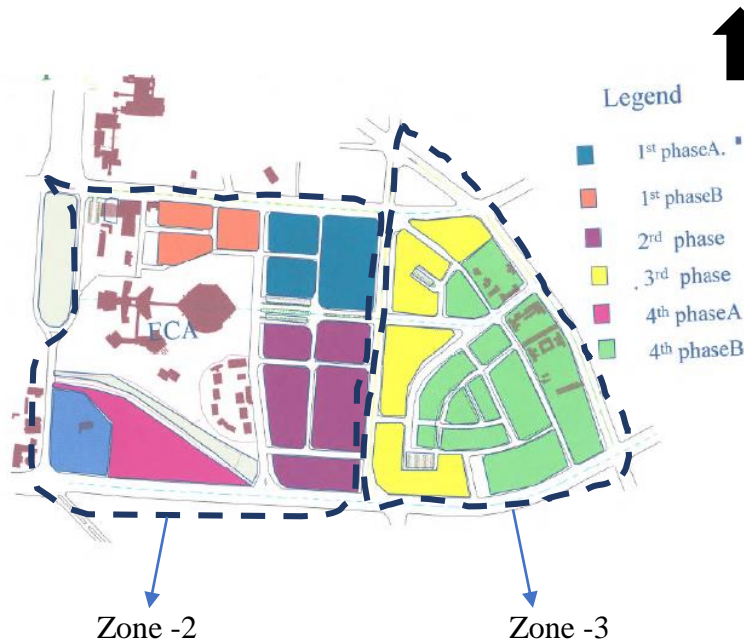 Legend
1st phaseA.
1st phaseB
2rd phase
.3rd phase
4th phaseA
4th phaseB
ECA
Zone -2
Zone -3